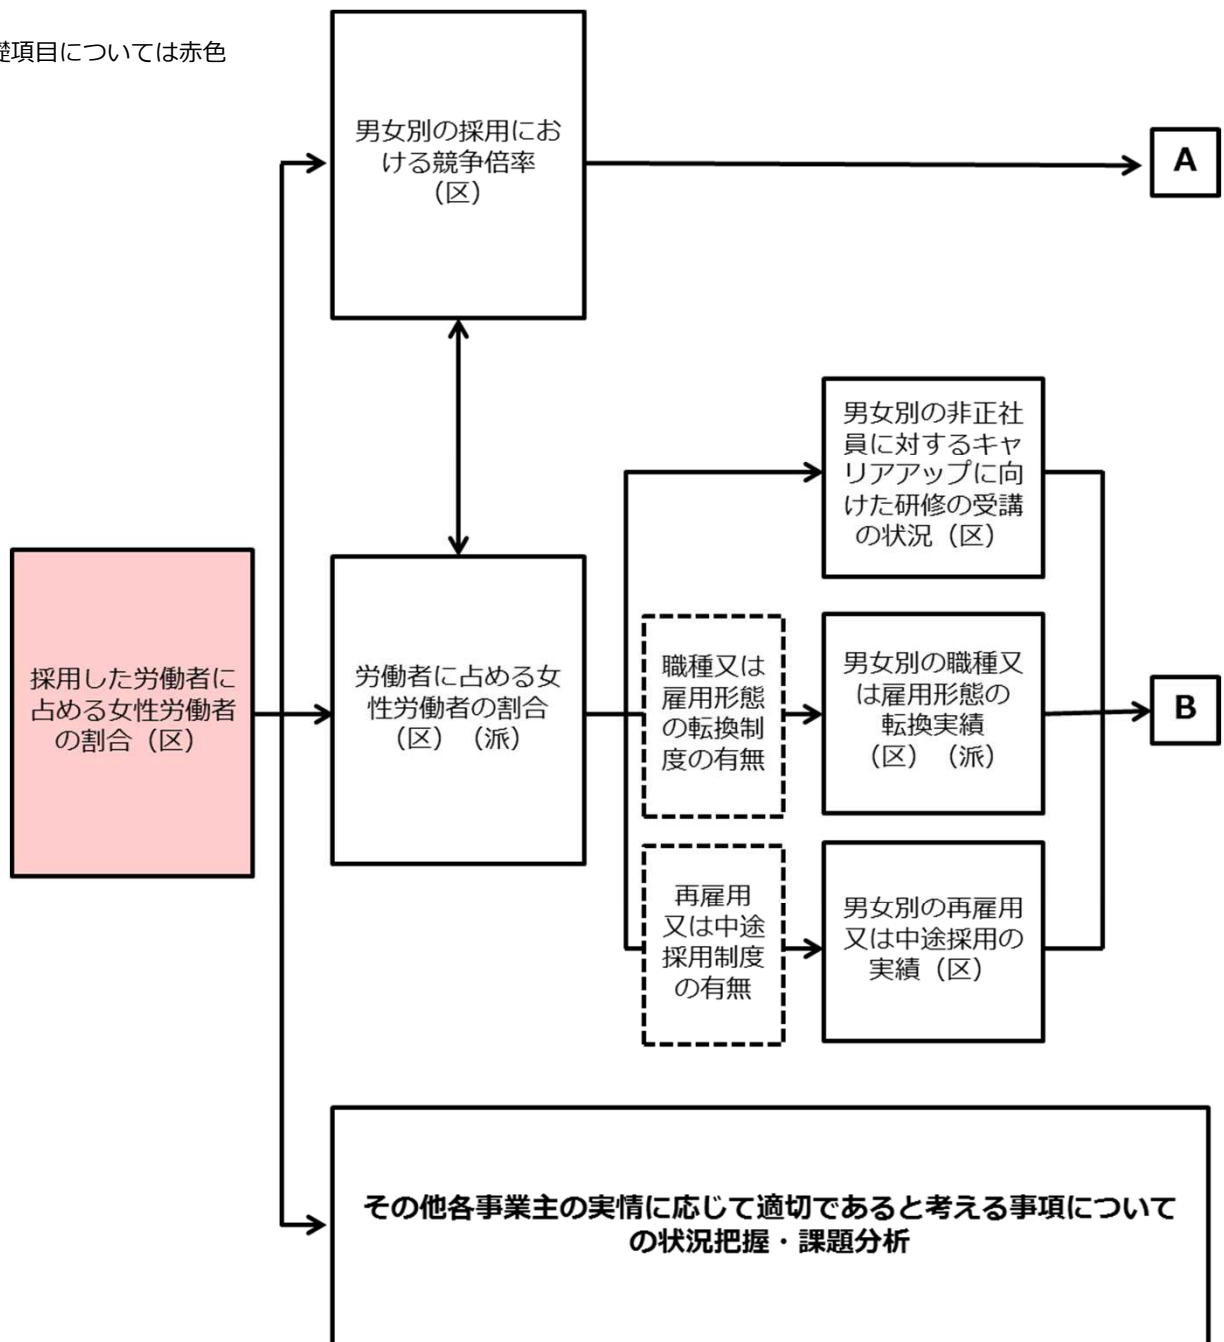 礎項目については赤色
男女別の採用にお
ける競争倍率
（区）
A
男女別の非正社
員に対するキャ
リアアップに向
けた研修の受講
の状況（区）
採用した労働者に
占める女性労働者
の割合（区）
労働者に占める女
性労働者の割合
（区）（派）
職種又は
雇用形態
の転換制
度の有無
男女別の職種又
は雇用形態の
転換実績
（区）（派）
B
再雇用
又は中途
採用制度
の有無
男女別の再雇用
又は中途採用の
実績（区）
その他各事業主の実情に応じて適切であると考える事項について
の状況把握・課題分析